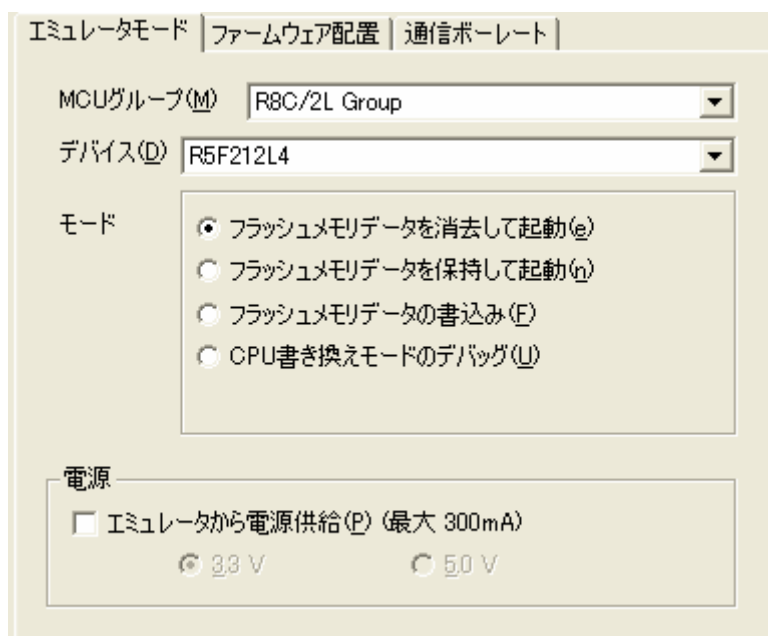 エミュレータモード ファームウェア配置 通信ボーレート
MCUグループ(M) R8C/2L Group
デバイス(D) R5F212L4
モード
フラッシュメモリデータを消去して起動(e)
フラッシュメモリデータを保持して起動(n)
フラッシュメモリデータの書込み(F)
CPU書き換えモードのデバッグ(U)
電源
エミュレータから電源供給(P) (最大 300mA)
3.3 V 5.0 V